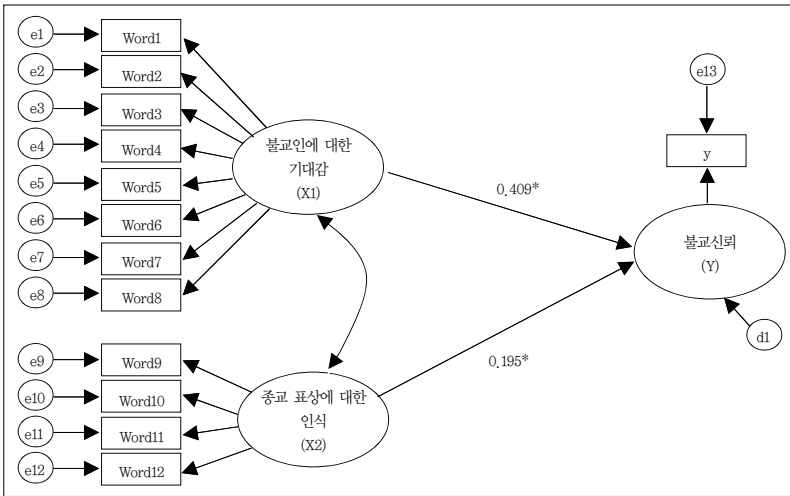 e1
Word1
e2
Word2
e3
Word3
e4
Word4
e5
Word5
e6
Word6
e7
Word7
e8
Word8
불교인에 대한
기대감
(X1)
0.409*
e13
y
불교신뢰
(Y)
d1
e9
Word9
e10
Word10
e11
Word11
e12
Word12
종교 표상에 대한
인식
(X2)
0.195*